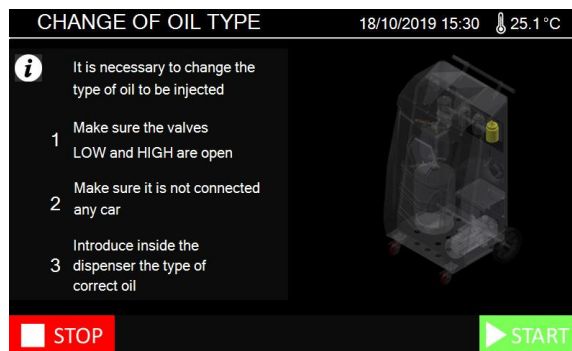 CHANGE OF OIL TYPE 18/10/2019 15:30 25.1°C
i It is necessary to change the
type of oil to be injected
1 Make sure the valves
LOW and HIGH are open
2 Make sure it is not connected
any car
3 Introduce inside the
dispenser the type of
correct oil
STOP START